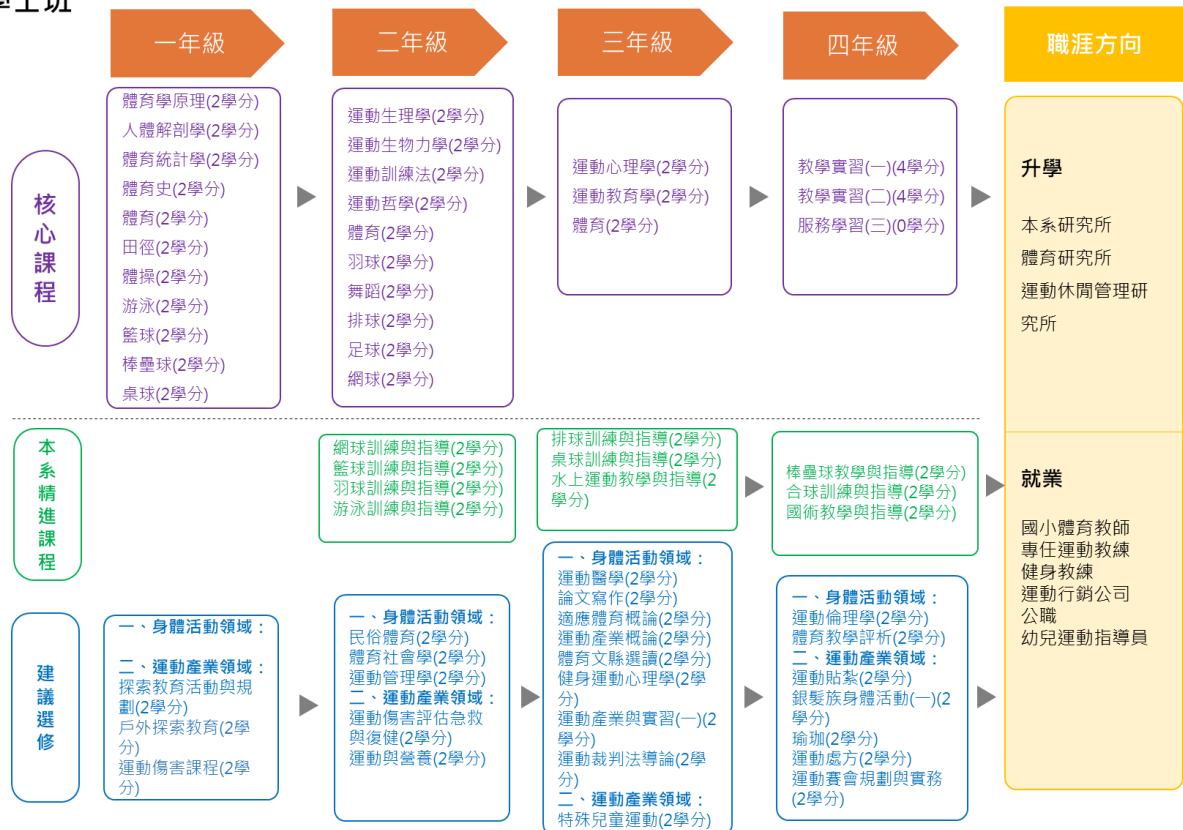 學士班
一年級
二年級
三年級
四年級
職涯方向
核
心
課
程
體育學原理(2學分)
人體解剖學(2學分)
體育統計學(2學分)
體育史(2學分)
體育(2學分)
田徑(2學分)
體操(2學分)
游泳(2學分)
籃球(2學分)
棒壘球(2學分)
桌球(2學分)
運動生理學(2學分)
運動生物力學(2學分)
運動訓練法(2學分)
運動哲學(2學分)
體育(2學分)
羽球(2學分)
舞蹈(2學分)
排球(2學分)
足球(2學分)
網球(2學分)
運動心理學(2學分)
運動教育學(2學分)
體育(2學分)
教學實習(一)(4學分)
教學實習(二)(4學分)
服務學習(三)(0學分)
升學
本系研究所
體育研究所
運動休閒管理研
究所
本
系
精
進
課
程
網球訓練與指導(2學分)
籃球訓練與指導(2學分)
羽球訓練與指導(2學分)
游泳訓練與指導(2學分)
排球訓練與指導(2學分)
桌球訓練與指導(2學分)
水上運動教學與指導(2
學分)
棒壘球教學與指導(2學分)
合球訓練與指導(2學分)
國術教學與指導(2學分)
就業
國小體育教師
專任運動教練
健身教練
運動行銷公司
公職
幼兒運動指導員
建
議
選
修
一、身體活動領域：
二、運動產業領域：
探索教育活動與規
劃(2學分)
戶外探索教育(2學
分)
運動傷害課程(2學
分)
一、身體活動領域：
民俗體育(2學分)
體育社會學(2學分)
運動管理學(2學分)
二、運動產業領域：
運動傷害評估急救
與復健(2學分)
運動與營養(2學分)
一、身體活動領域：
運動醫學(2學分)
論文寫作(2學分)
適應體育概論(2學分)
運動產業概論(2學分)
體育文縣選讀(2學分)
健身運動心理學(2學
分)
運動產業與實習(一)(2
學分)
運動裁判法導論(2學
分)
二、運動產業領域：
特殊兒童運動(2學分)
一、身體活動領域：
運動倫理學(2學分)
體育教學評析(2學分)
二、運動產業領域：
運動貼紮(2學分)
銀髮族身體活動(一)(2
學分)
瑜珈(2學分)
運動處方(2學分)
運動賽會規劃與實務
(2學分)